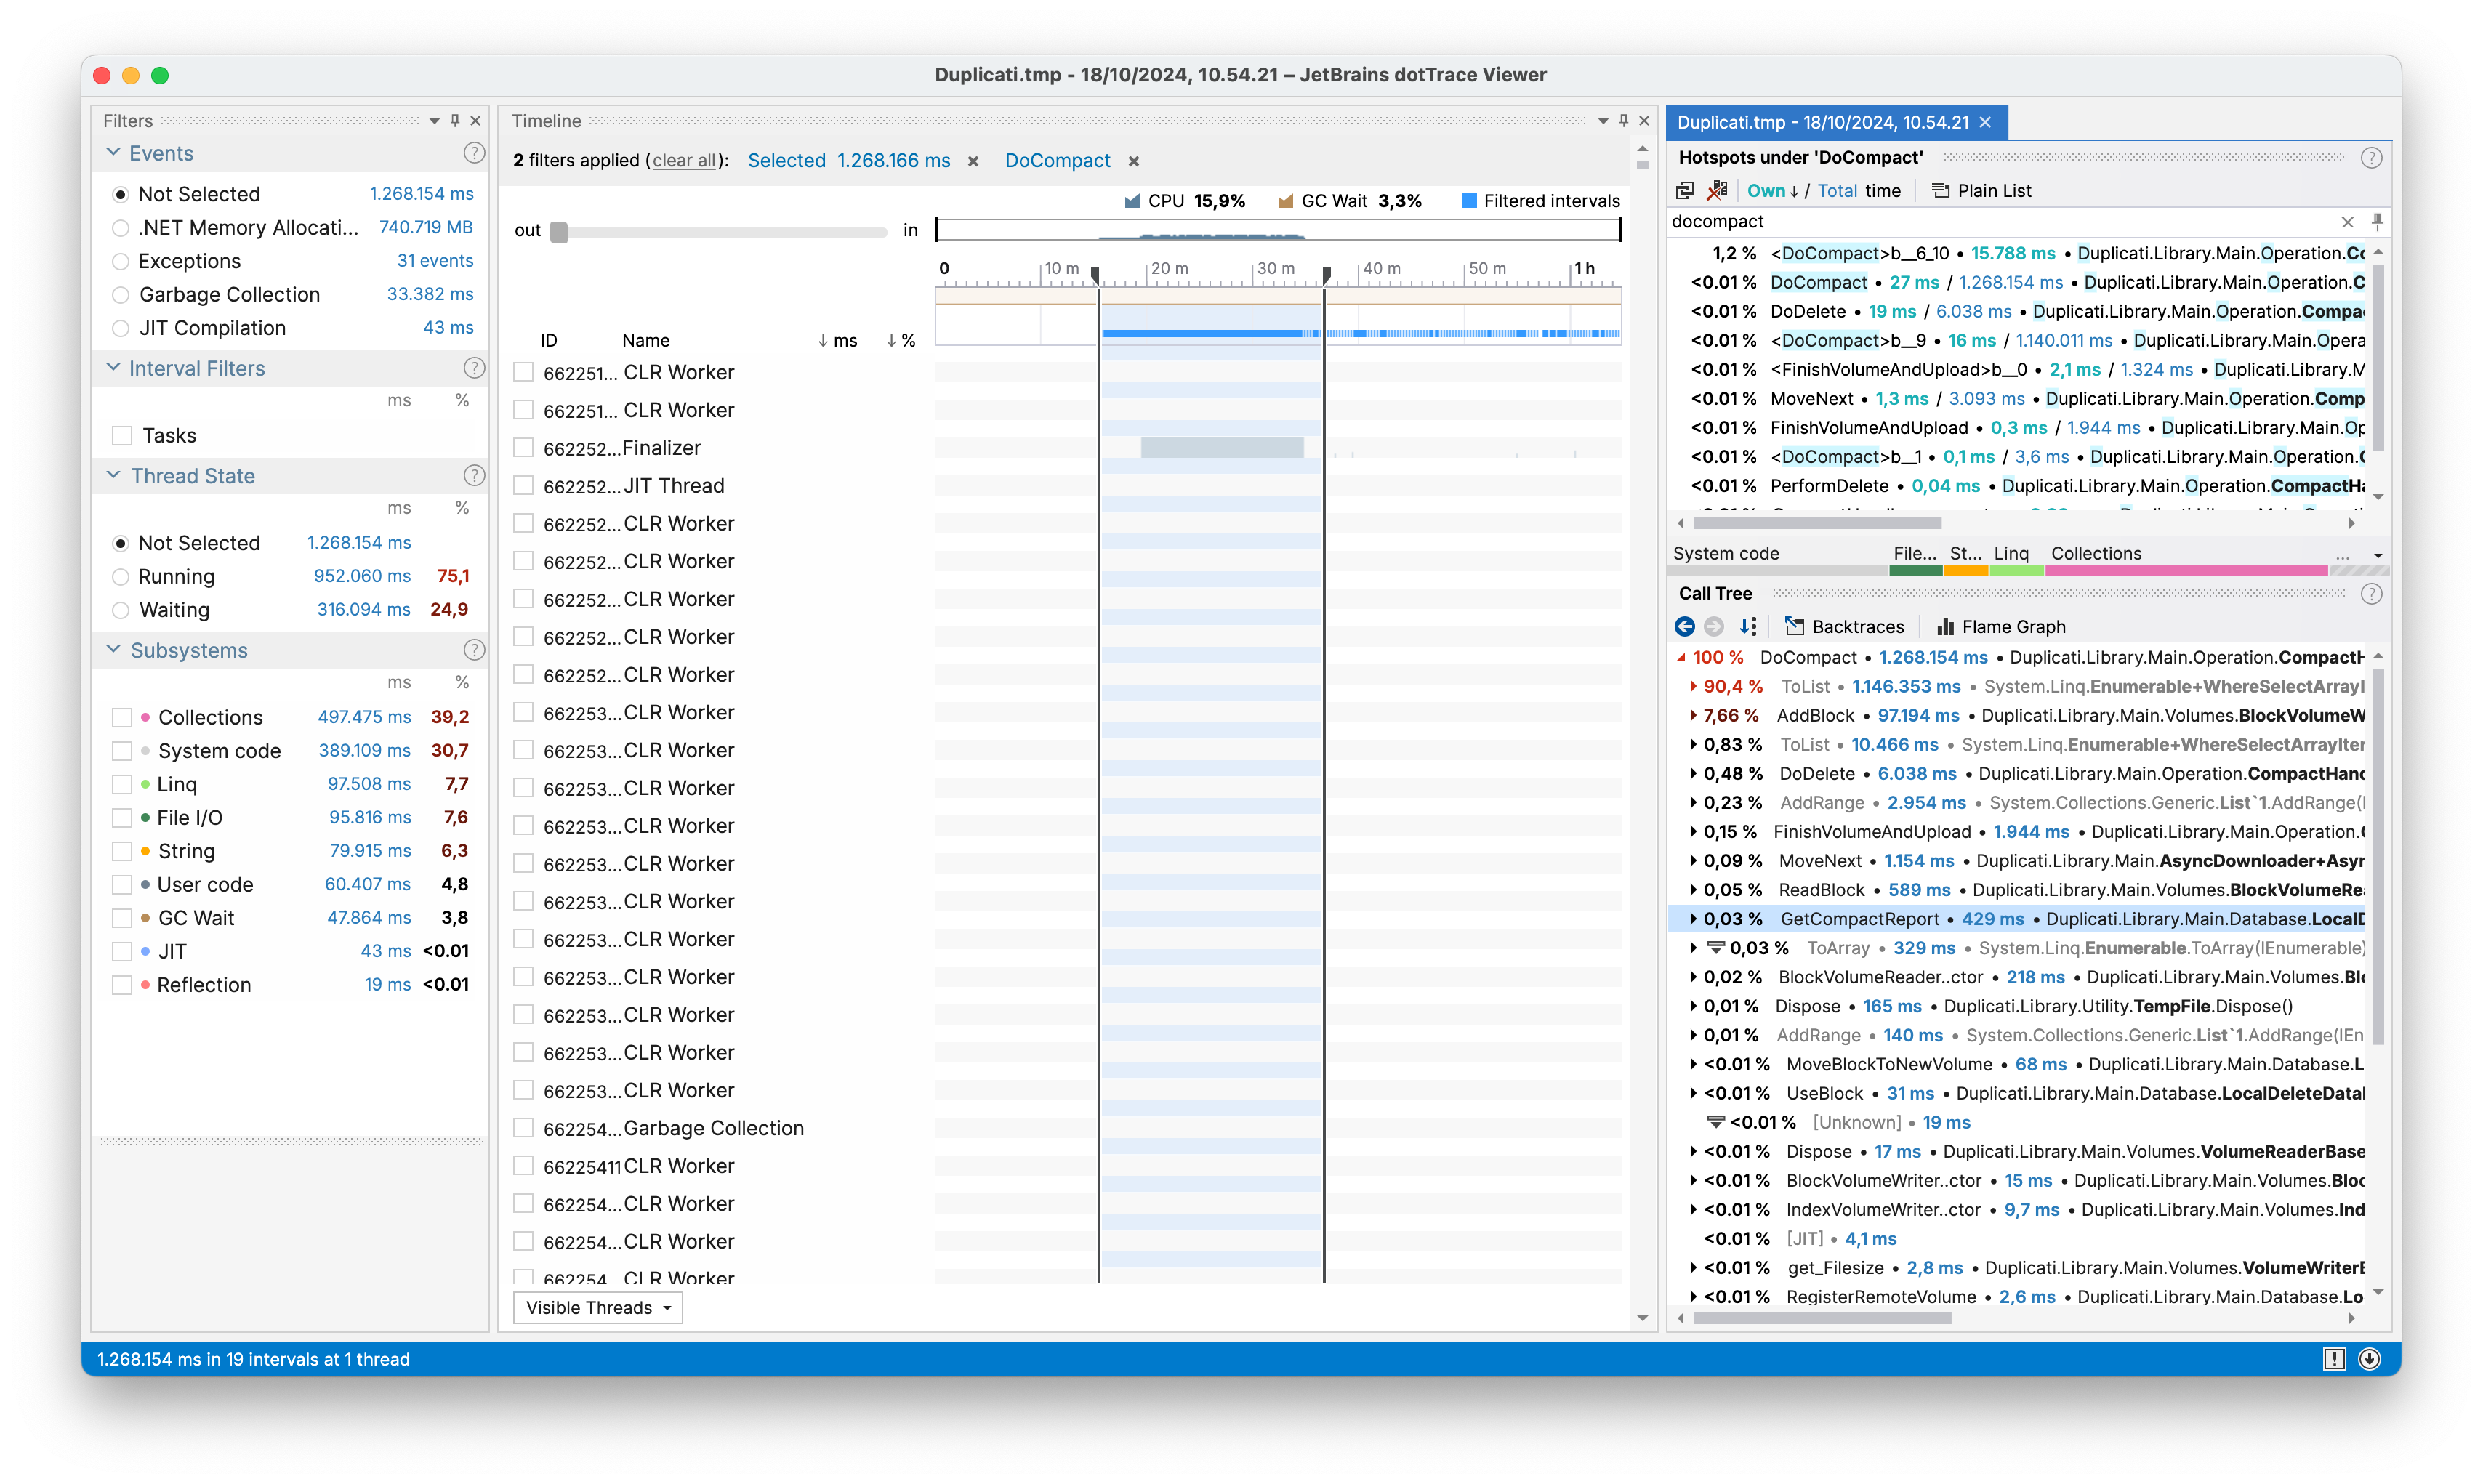 Duplicati.tmp - 18/10/2024, 10.54.21 – JetBrains dotTrace Viewer
Filters
Events
Not Selected 1.268.154 ms
.NET Memory Allocati... 740.719 MB
Exceptions 31 events
Garbage Collection 33.382 ms
JIT Compilation 43 ms
Interval Filters
ms %
Tasks
Thread State
ms %
Not Selected 1.268.154 ms
Running 952.060 ms 75,1
Waiting 316.094 ms 24,9
Subsystems
ms %
Collections 497.475 ms 39,2
System code 389.109 ms 30,7
Linq 97.508 ms 7,7
File I/O 95.816 ms 7,6
String 79.915 ms 6,3
User code 60.407 ms 4,8
GC Wait 47.864 ms 3,8
JIT 43 ms <0.01
Reflection 19 ms <0.01
Timeline
2 filters applied (clear all): Selected 1.268.166 ms × DoCompact ×
CPU 15,9% GC Wait 3,3% Filtered intervals
out in
0 10 m 20 m 30 m 40 m 50 m 1 h
ID Name ↓ ms ↓ %
662251... CLR Worker
662251... CLR Worker
662252... Finalizer
662252... JIT Thread
662252... CLR Worker
662252... CLR Worker
662252... CLR Worker
662252... CLR Worker
662252... CLR Worker
662253... CLR Worker
662253... CLR Worker
662253... CLR Worker
662253... CLR Worker
662253... CLR Worker
662253... CLR Worker
662253... CLR Worker
662253... CLR Worker
662253... CLR Worker
662253... CLR Worker
662253... CLR Worker
662254... Garbage Collection
66225411 CLR Worker
662254... CLR Worker
662254... CLR Worker
662254 CLR Worker
Visible Threads
Duplicati.tmp - 18/10/2024, 10.54.21 ×
Hotspots under 'DoCompact'
Own ↓ / Total time Plain List
docompact
1,2 % <DoCompact>b__6_10 • 15.788 ms • Duplicati.Library.Main.Operation.Co
<0.01 % DoCompact • 27 ms / 1.268.154 ms • Duplicati.Library.Main.Operation.C
<0.01 % DoDelete • 19 ms / 6.038 ms • Duplicati.Library.Main.Operation.Compa
<0.01 % <DoCompact>b__9 • 16 ms / 1.140.011 ms • Duplicati.Library.Main.Opera
<0.01 % <FinishVolumeAndUpload>b__0 • 2,1 ms / 1.324 ms • Duplicati.Library.M
<0.01 % MoveNext • 1,3 ms / 3.093 ms • Duplicati.Library.Main.Operation.Comp
<0.01 % FinishVolumeAndUpload • 0,3 ms / 1.944 ms • Duplicati.Library.Main.Op
<0.01 % <DoCompact>b__1 • 0,1 ms / 3,6 ms • Duplicati.Library.Main.Operation.C
<0.01 % PerformDelete • 0,04 ms • Duplicati.Library.Main.Operation.CompactHa
System code File... St... Linq Collections ...
Call Tree
Backtraces Flame Graph
100 % DoCompact • 1.268.154 ms • Duplicati.Library.Main.Operation.CompactH
90,4 % ToList • 1.146.353 ms • System.Linq.Enumerable+WhereSelectArrayI
7,66 % AddBlock • 97.194 ms • Duplicati.Library.Main.Volumes.BlockVolumeW
0,83 % ToList • 10.466 ms • System.Linq.Enumerable+WhereSelectArrayIter
0,48 % DoDelete • 6.038 ms • Duplicati.Library.Main.Operation.CompactHand
0,23 % AddRange • 2.954 ms • System.Collections.Generic.List`1.AddRange(I
0,15 % FinishVolumeAndUpload • 1.944 ms • Duplicati.Library.Main.Operation.C
0,09 % MoveNext • 1.154 ms • Duplicati.Library.Main.AsyncDownloader+Asyn
0,05 % ReadBlock • 589 ms • Duplicati.Library.Main.Volumes.BlockVolumeRea
0,03 % GetCompactReport • 429 ms • Duplicati.Library.Main.Database.LocalD
0,03 % ToArray • 329 ms • System.Linq.Enumerable.ToArray(IEnumerable)
0,02 % BlockVolumeReader..ctor • 218 ms • Duplicati.Library.Main.Volumes.Blo
0,01 % Dispose • 165 ms • Duplicati.Library.Utility.TempFile.Dispose()
0,01 % AddRange • 140 ms • System.Collections.Generic.List`1.AddRange(IEn
<0.01 % MoveBlockToNewVolume • 68 ms • Duplicati.Library.Main.Database.L
<0.01 % UseBlock • 31 ms • Duplicati.Library.Main.Database.LocalDeleteDatal
<0.01 % [Unknown] • 19 ms
<0.01 % Dispose • 17 ms • Duplicati.Library.Main.Volumes.VolumeReaderBase
<0.01 % BlockVolumeWriter..ctor • 15 ms • Duplicati.Library.Main.Volumes.Bloc
<0.01 % IndexVolumeWriter..ctor • 9,7 ms • Duplicati.Library.Main.Volumes.Ind
<0.01 % [JIT] • 4,1 ms
<0.01 % get_Filesize • 2,8 ms • Duplicati.Library.Main.Volumes.VolumeWriterB
<0.01 % RegisterRemoteVolume • 2,6 ms • Duplicati.Library.Main.Database.Lo
1.268.154 ms in 19 intervals at 1 thread